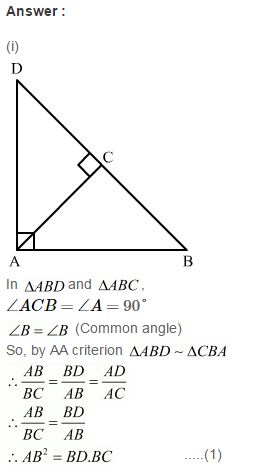 Answer :
(i)
D
C
A
B
In ΔABD and ΔABC ,
∠ACB = ∠A = 90°
∠B = ∠B (Common angle)
So, by AA criterion ΔABD ~ ΔCBA
∴ AB/BC = BD/AB = AD/AC
∴ AB/BC = BD/AB
∴ AB² = BD.BC .....(1)